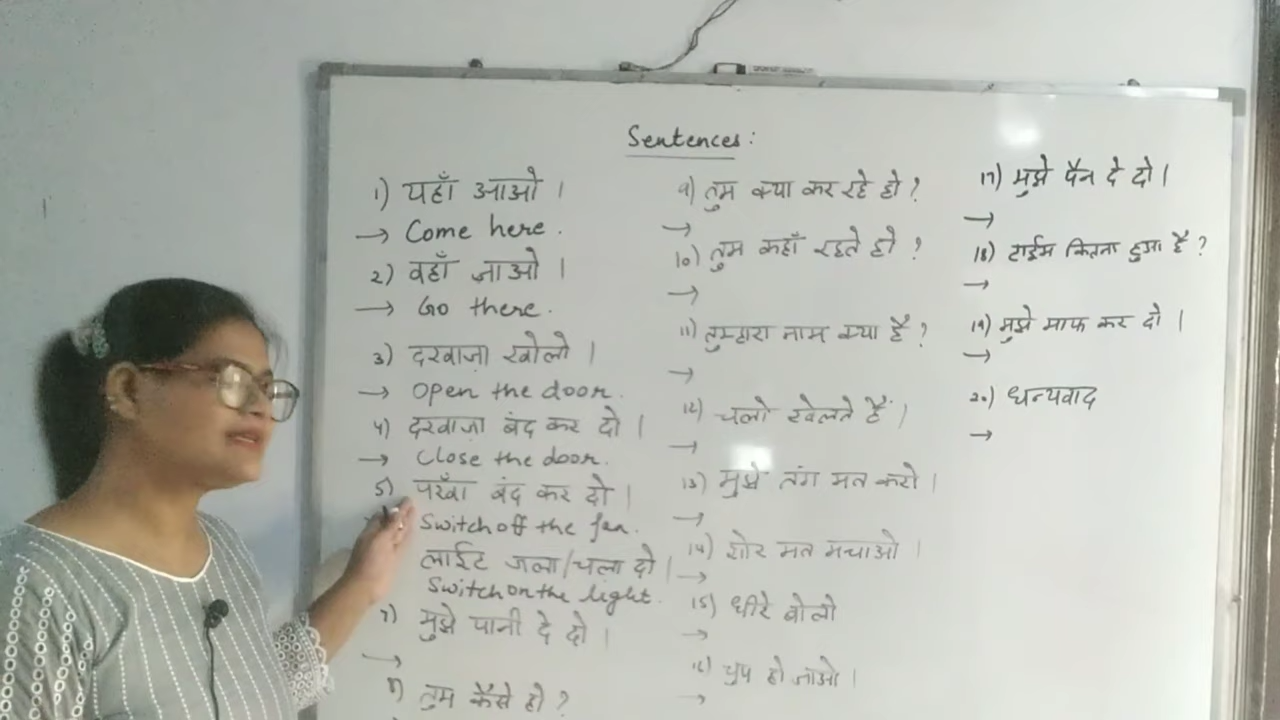 Sentences:
1) यहाँ आओ ।
→ Come here.
2) वहाँ जाओ ।
→ Go there.
3) दरवाज़ा खोलो ।
→ Open the door.
4) दरवाज़ा बंद कर दो ।
→ Close the door.
5) पखाँ बंद कर दो ।
Switch off the fan.
लाईट जला/चला दो ।
Switch on the light.
7) मुझे पानी दे दो ।
→
8) तुम कैसे हो ?
9) तुम क्या कर रहे हो ?
→
10) तुम कहाँ रहते हो ?
→
11) तुम्हारा नाम क्या है ?
→
12) चलो खेलते हैं ।
→
13) मुझे तंग मत करो ।
→
14) शोर मत मचाओ ।
→
15) धीरे बोलो
→
16) चुप हो जाओ ।
→
17) मुझे पैन दे दो ।
→
18) टाईम कितना हुआ है ?
→
19) मुझे माफ कर दो ।
→
20) धन्यवाद
→